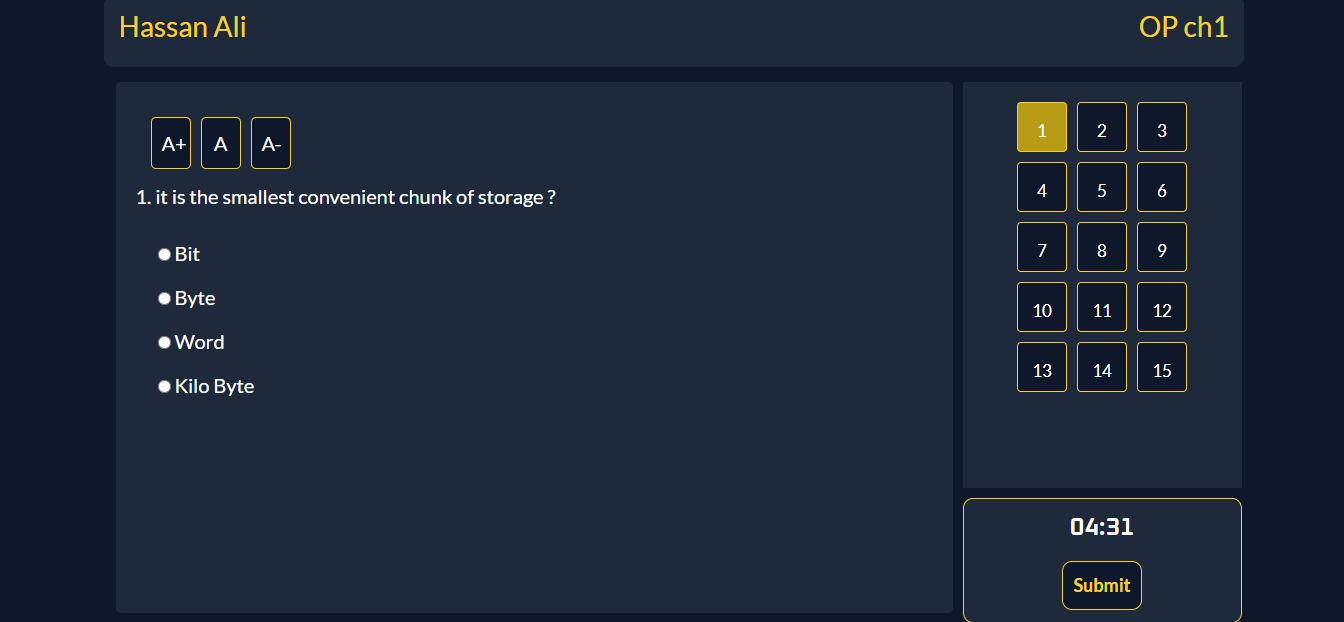 Hassan Ali
OP ch1
A+ A A-
1. it is the smallest convenient chunk of storage ?
Bit
Byte
Word
Kilo Byte
1 2 3
4 5 6
7 8 9
10 11 12
13 14 15
04:31
Submit